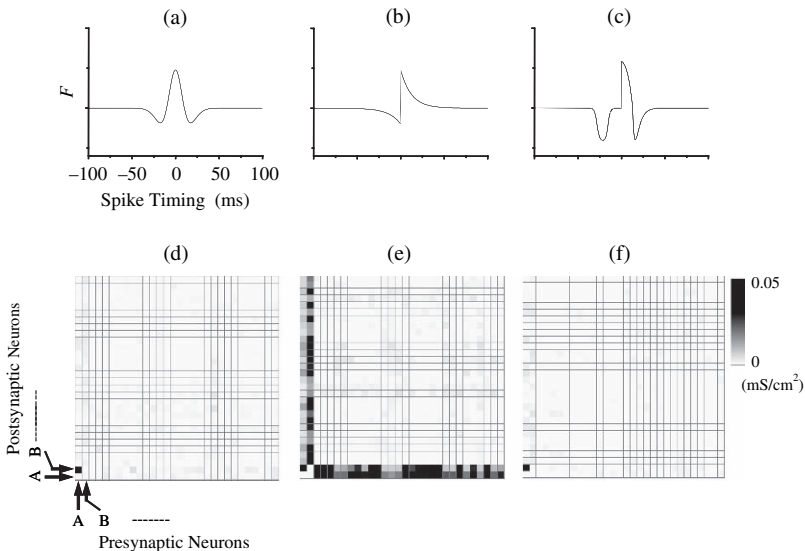 (a)
(b)
(c)
F
−100
−50
0
50
100
Spike Timing (ms)
(d)
(e)
(f)
0.05
0
(mS/cm²)
Postsynaptic Neurons
B
A
A
B
Presynaptic Neurons